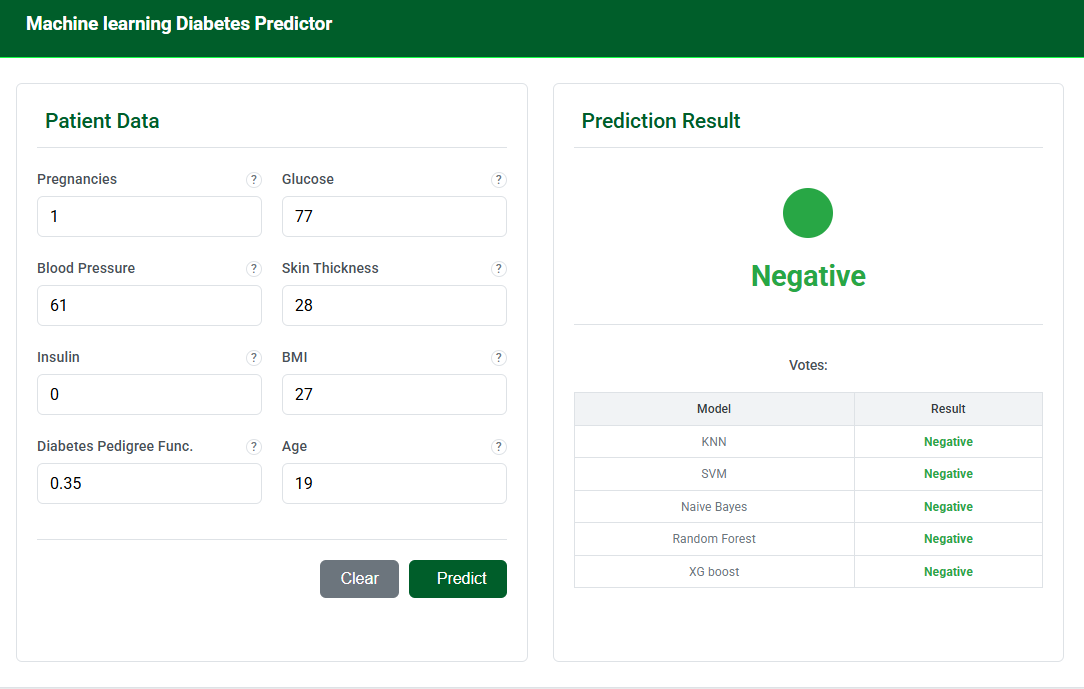 Machine learning Diabetes Predictor
Patient Data
Pregnancies ? Glucose ?
1 77
Blood Pressure ? Skin Thickness ?
61 28
Insulin ? BMI ?
0 27
Diabetes Pedigree Func. ? Age ?
0.35 19
Clear Predict
Prediction Result
Negative
Votes:
Model Result
KNN Negative
SVM Negative
Naive Bayes Negative
Random Forest Negative
XG boost Negative